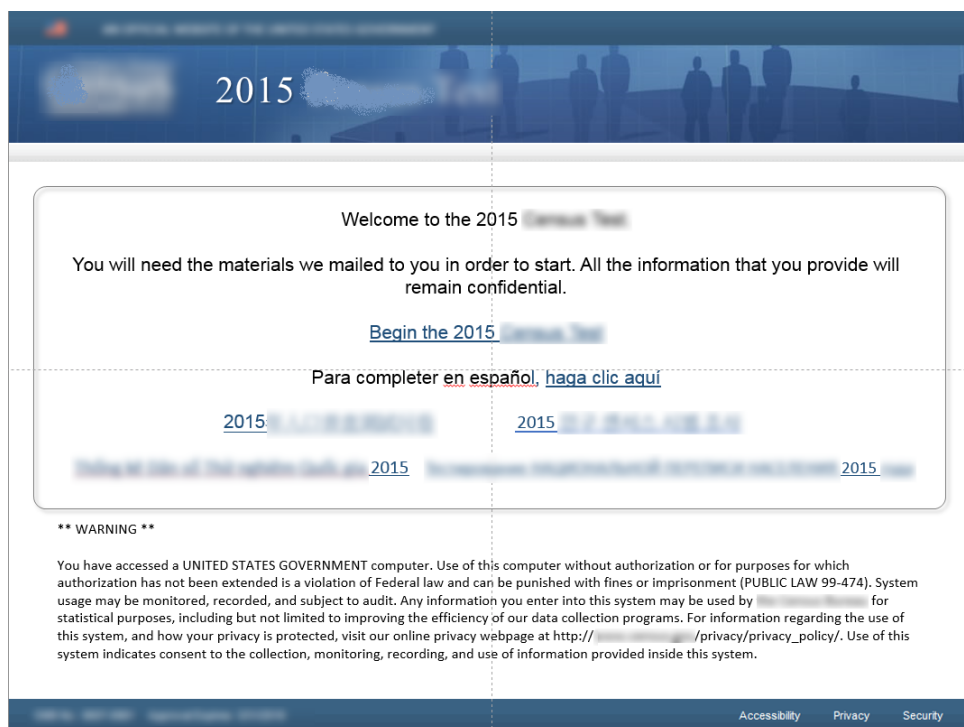 2015
Welcome to the 2015
You will need the materials we mailed to you in order to start. All the information that you provide will
remain confidential.
Begin the 2015
Para completer en español, haga clic aquí
2015 2015
2015 2015
** WARNING **
You have accessed a UNITED STATES GOVERNMENT computer. Use of this computer without authorization or for purposes for which
authorization has not been extended is a violation of Federal law and can be punished with fines or imprisonment (PUBLIC LAW 99-474). System
usage may be monitored, recorded, and subject to audit. Any information you enter into this system may be used by for
statistical purposes, including but not limited to improving the efficiency of our data collection programs. For information regarding the use of
this system, and how your privacy is protected, visit our online privacy webpage at http:// /privacy/privacy_policy/. Use of this
system indicates consent to the collection, monitoring, recording, and use of information provided inside this system.
Accessibility Privacy Security